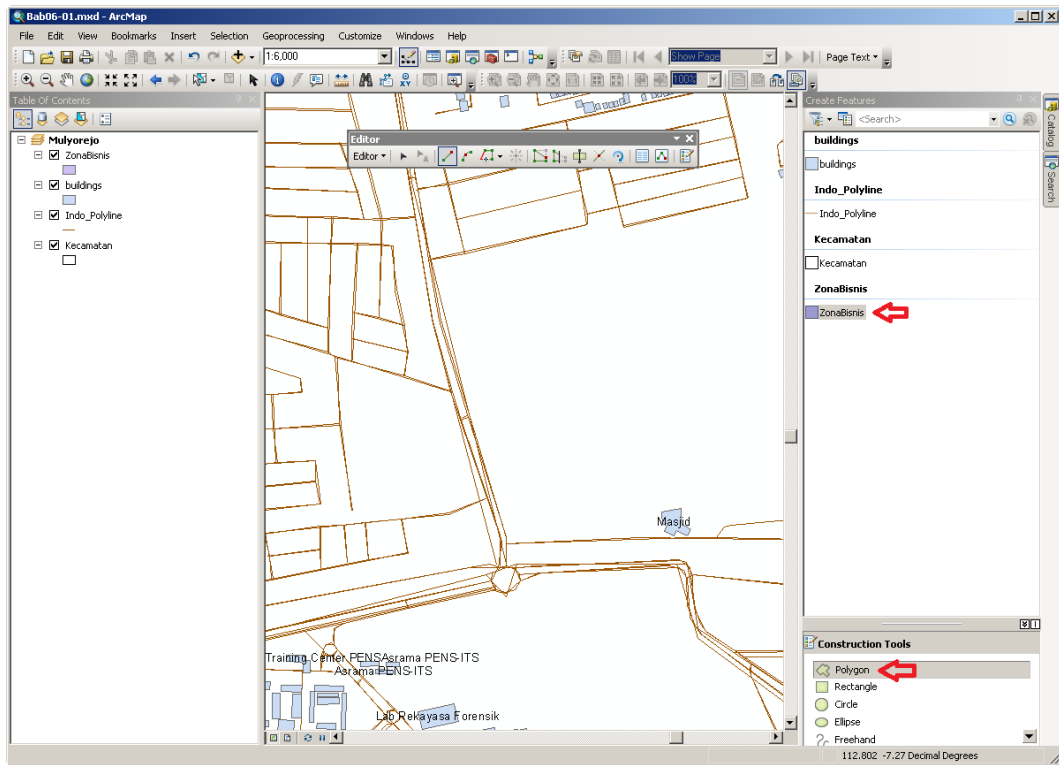 Bab06-01.mxd - ArcMap
File Edit View Bookmarks Insert Selection Geoprocessing Customize Windows Help
1:6,000
Show Page
Page Text
100%
Table Of Contents
Mulyorejo
ZonaBisnis
buildings
Indo_Polyline
Kecamatan
Editor
Editor
Masjid
Training Center PENS
Asrama PENS-ITS
Asrama PENS-ITS
Lab Rekayasa Forensik
Create Features
<Search>
buildings
buildings
Indo_Polyline
Indo_Polyline
Kecamatan
Kecamatan
ZonaBisnis
ZonaBisnis
Construction Tools
Polygon
Rectangle
Circle
Ellipse
Freehand
Catalog
Search
112.802 -7.27 Decimal Degrees